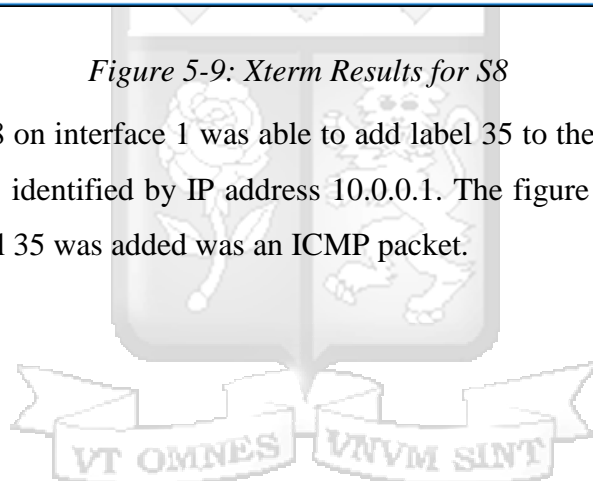 Figure 5-9: Xterm Results for S8
on interface 1 was able to add label 35 to the
identified by IP address 10.0.0.1. The figure
35 was added was an ICMP packet.
VT OMNES VNVM SINT